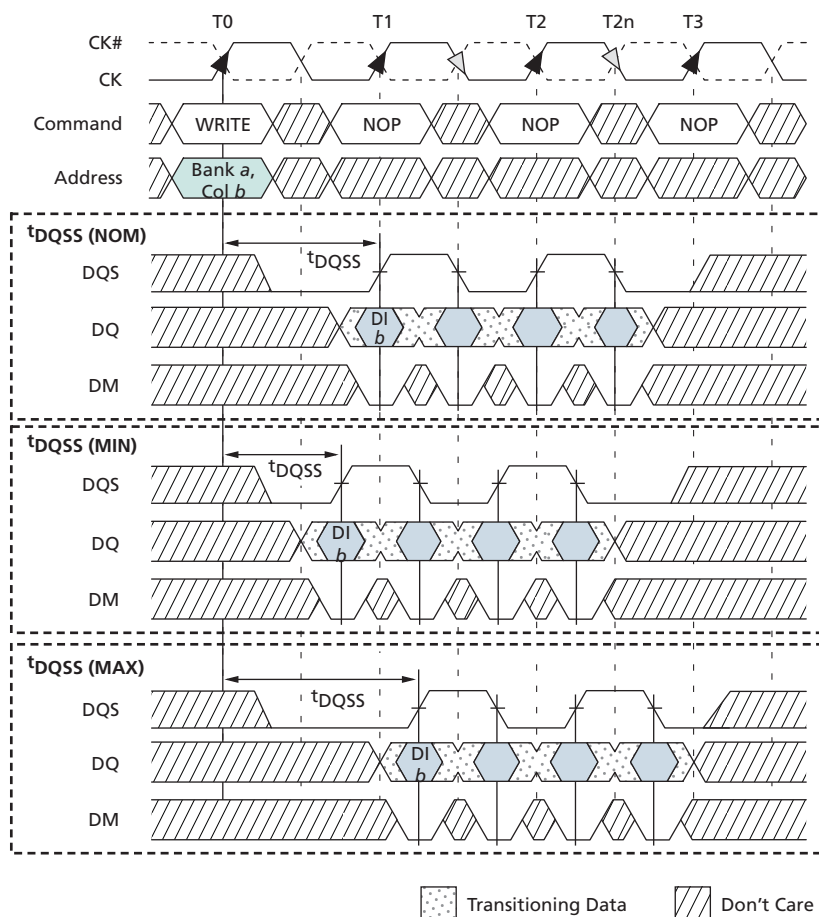 T0 T1 T2 T2n T3
CK#
CK
Command WRITE NOP NOP NOP
Address Bank a,
Col b
tDQSS (NOM)
tDQSS
DQS
DQ DI
b
DM
tDQSS (MIN)
tDQSS
DQS
DQ DI
b
DM
tDQSS (MAX)
tDQSS
DQS
DQ DI
b
DM
Transitioning Data Don't Care